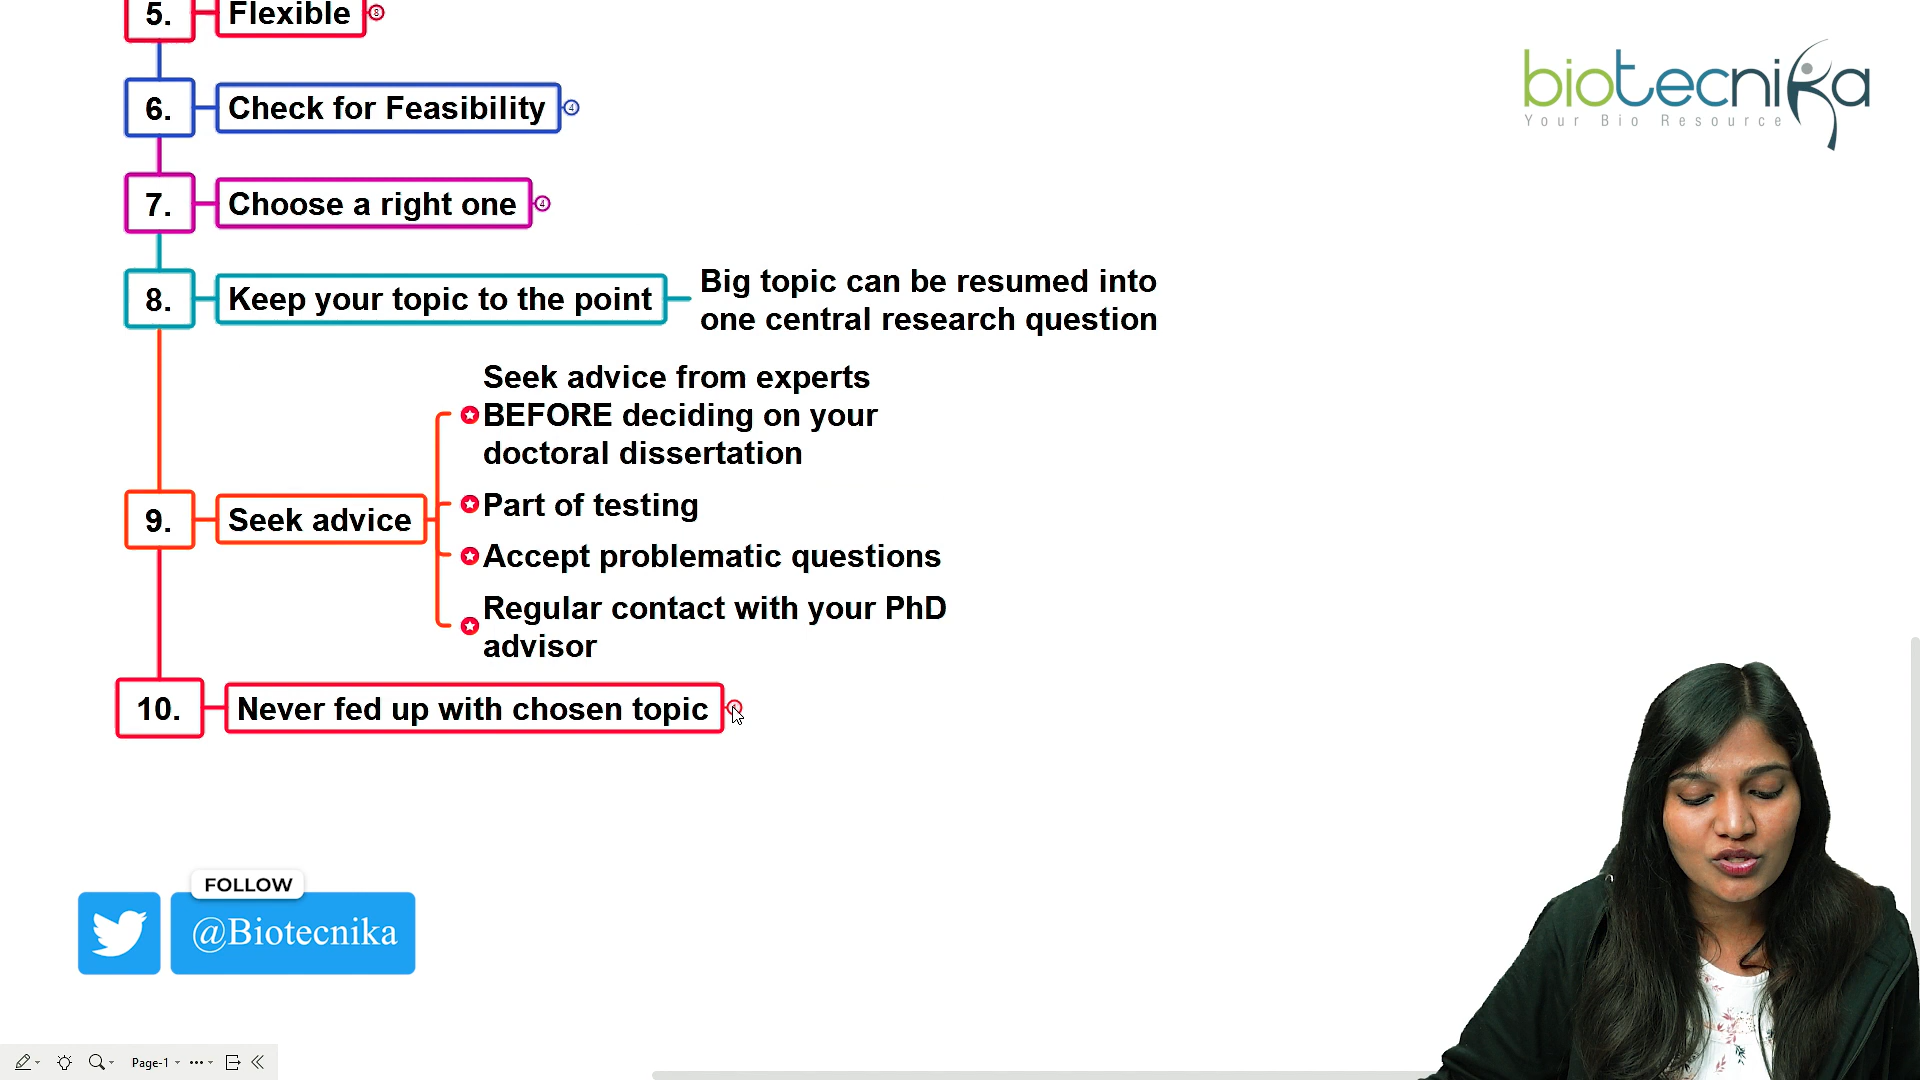 5.
Flexible
8
6.
Check for Feasibility
4
7.
Choose a right one
4
8.
Keep your topic to the point
Big topic can be resumed into
one central research question
9.
Seek advice
Seek advice from experts
BEFORE deciding on your
doctoral dissertation
Part of testing
Accept problematic questions
Regular contact with your PhD
advisor
10.
Never fed up with chosen topic
biotecnika
Your Bio Resource
FOLLOW
@Biotecnika
Page-1